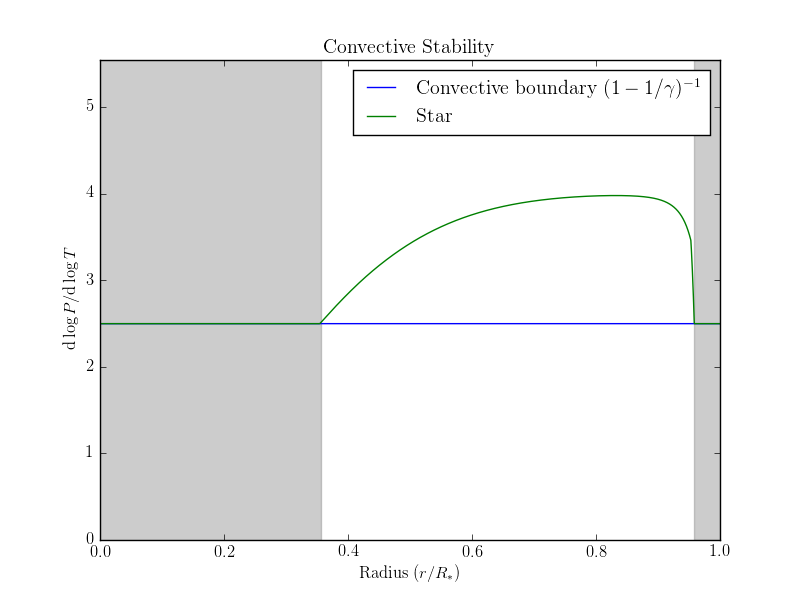 Convective Stability
Convective boundary (1 − 1/γ)⁻¹
Star
5
4
3
2
1
0
d log P/d log T
0.0 0.2 0.4 0.6 0.8 1.0
Radius (r/R*)